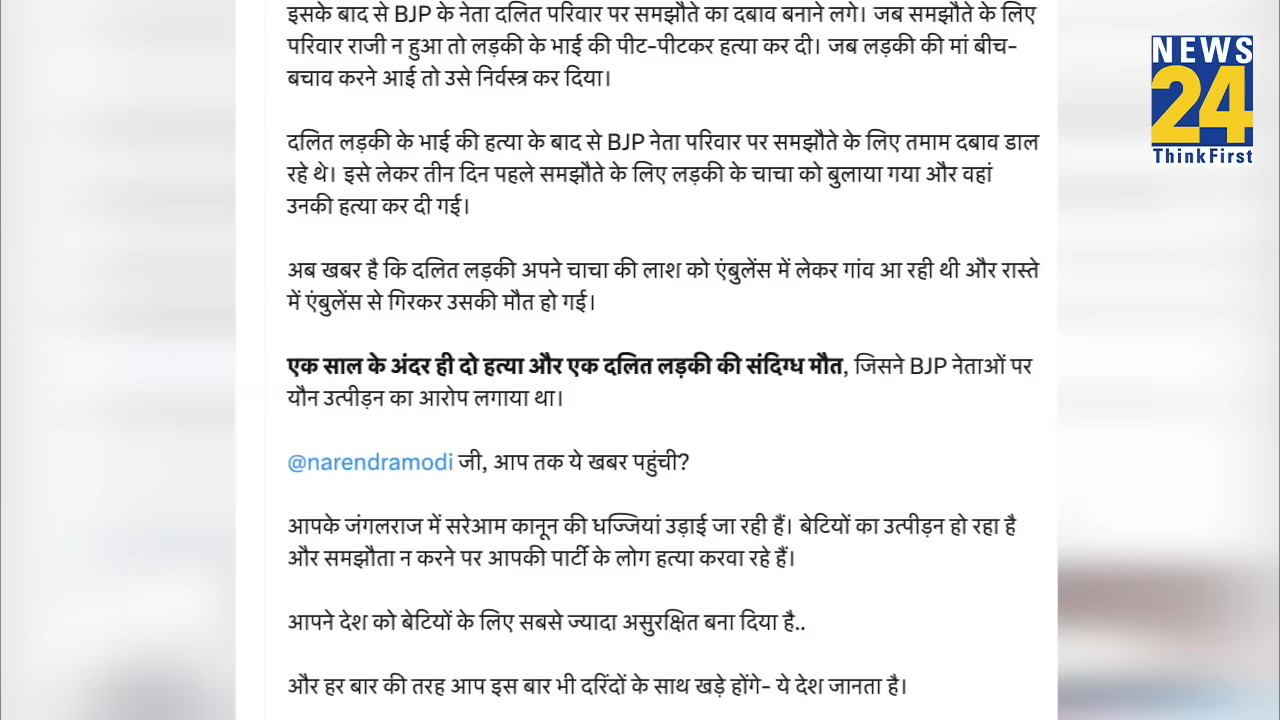 इसके बाद से BJP के नेता दलित परिवार पर समझौते का दबाव बनाने लगे। जब समझौते के लिए
परिवार राजी न हुआ तो लड़की के भाई की पीट-पीटकर हत्या कर दी। जब लड़की की मां बीच-
बचाव करने आई तो उसे निर्वस्त्र कर दिया।
दलित लड़की के भाई की हत्या के बाद से BJP नेता परिवार पर समझौते के लिए तमाम दबाव डाल
रहे थे। इसे लेकर तीन दिन पहले समझौते के लिए लड़की के चाचा को बुलाया गया और वहां
उनकी हत्या कर दी गई।
अब खबर है कि दलित लड़की अपने चाचा की लाश को एंबुलेंस में लेकर गांव आ रही थी और रास्ते
में एंबुलेंस से गिरकर उसकी मौत हो गई।
एक साल के अंदर ही दो हत्या और एक दलित लड़की की संदिग्ध मौत, जिसने BJP नेताओं पर
यौन उत्पीड़न का आरोप लगाया था।
@narendramodi जी, आप तक ये खबर पहुंची?
आपके जंगलराज में सरेआम कानून की धज्जियां उड़ाई जा रही हैं। बेटियों का उत्पीड़न हो रहा है
और समझौता न करने पर आपकी पार्टी के लोग हत्या करवा रहे हैं।
आपने देश को बेटियों के लिए सबसे ज्यादा असुरक्षित बना दिया है..
और हर बार की तरह आप इस बार भी दरिंदों के साथ खड़े होंगे- ये देश जानता है।
NEWS
24
ThinkFirst